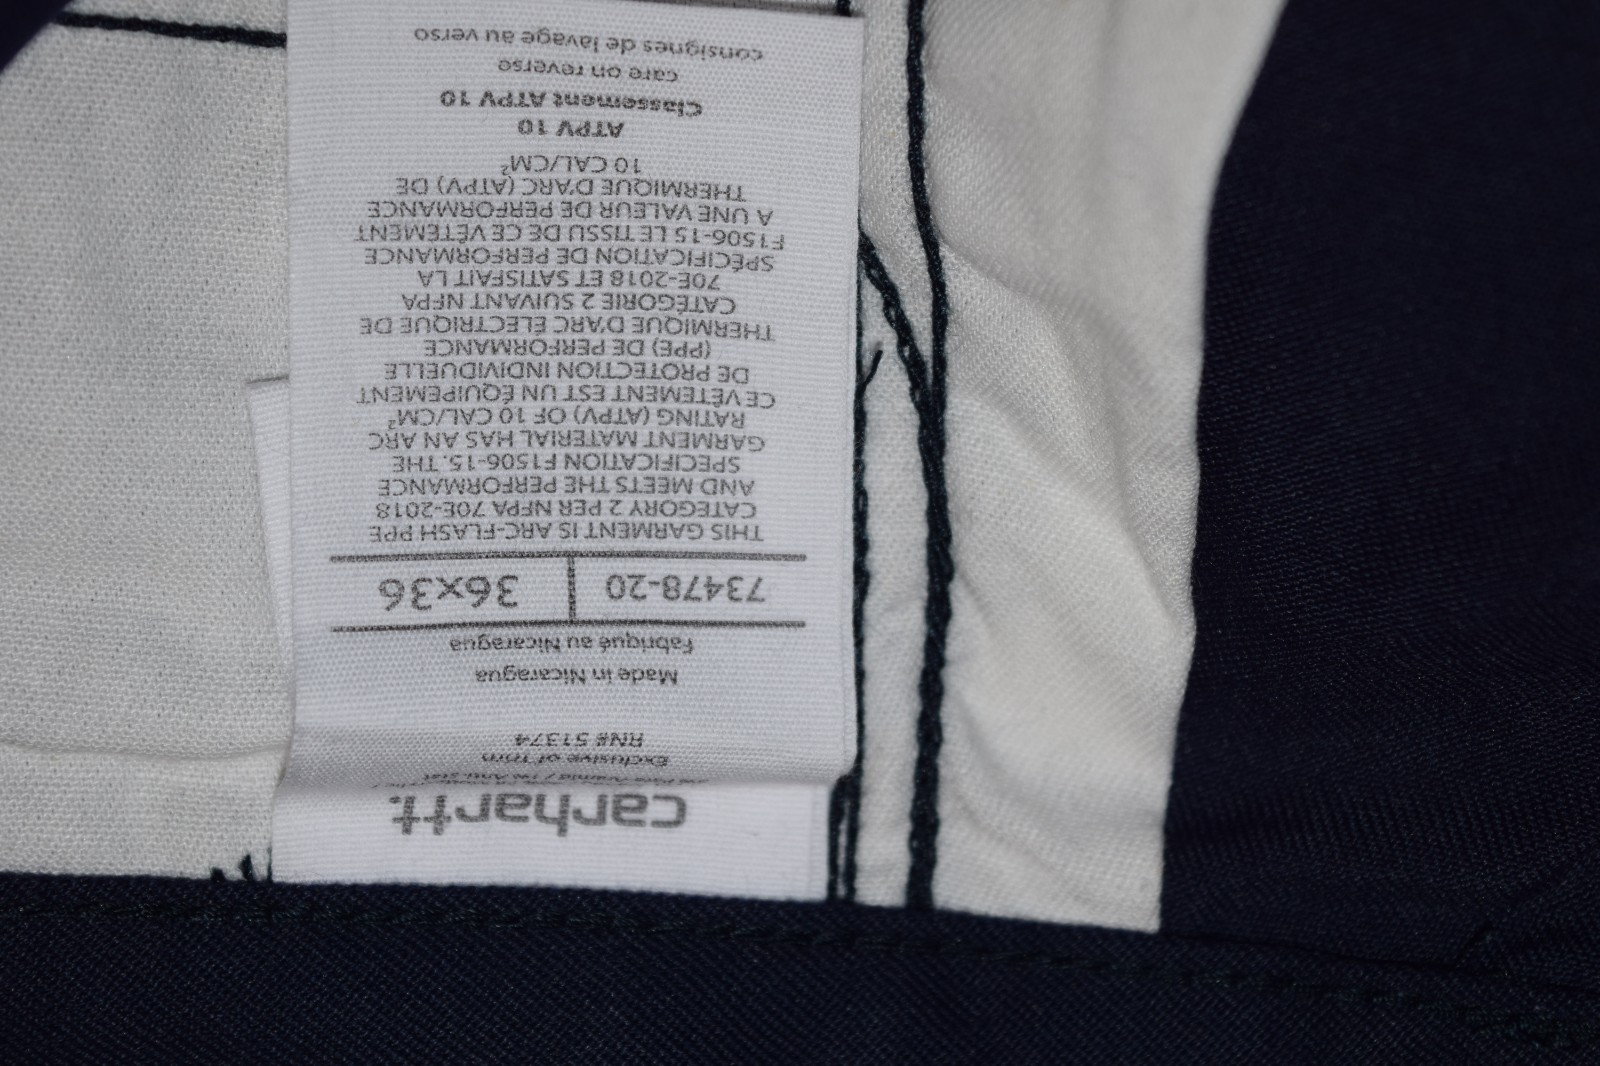 carhartt.
Exclusive of Trim
RN# 51374
Made in Nicaragua
Fabriqué au Nicaragua
73478-20 36x36
THIS GARMENT IS ARC-FLASH PPE
CATEGORY 2 PER NFPA 70E-2018
AND MEETS THE PERFORMANCE
SPECIFICATION F1506-15. THE
GARMENT MATERIAL HAS AN ARC
RATING (ATPV) OF 10 CAL/CM²
CE VÊTEMENT EST UN ÉQUIPEMENT
DE PROTECTION INDIVIDUELLE
(PPE) DE PERFORMANCE
THERMIQUE D'ARC ÉLECTRIQUE DE
CATÉGORIE 2 SUIVANT NFPA
70E-2018 ET SATISFAIT LA
SPÉCIFICATION DE PERFORMANCE
F1506-15 LE TISSU DE CE VÊTEMENT
A UNE VALEUR DE PERFORMANCE
THERMIQUE D'ARC (ATPV) DE
10 CAL/CM²
ATPV 10
Classement ATPV 10
care on reverse
consignes de lavage au verso